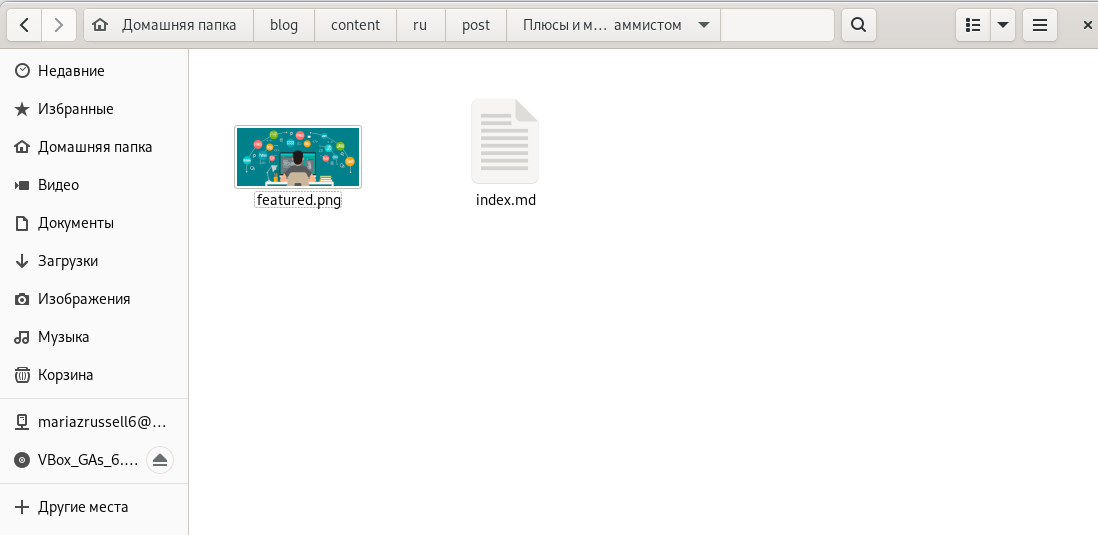 Домашняя папка blog content ru post Плюсы и м… аммистом
Недавние
Избранные
Домашняя папка
Видео
Документы
Загрузки
Изображения
Музыка
Корзина
mariazrussell6@…
VBox_GAs_6.…
Другие места
featured.png
index.md